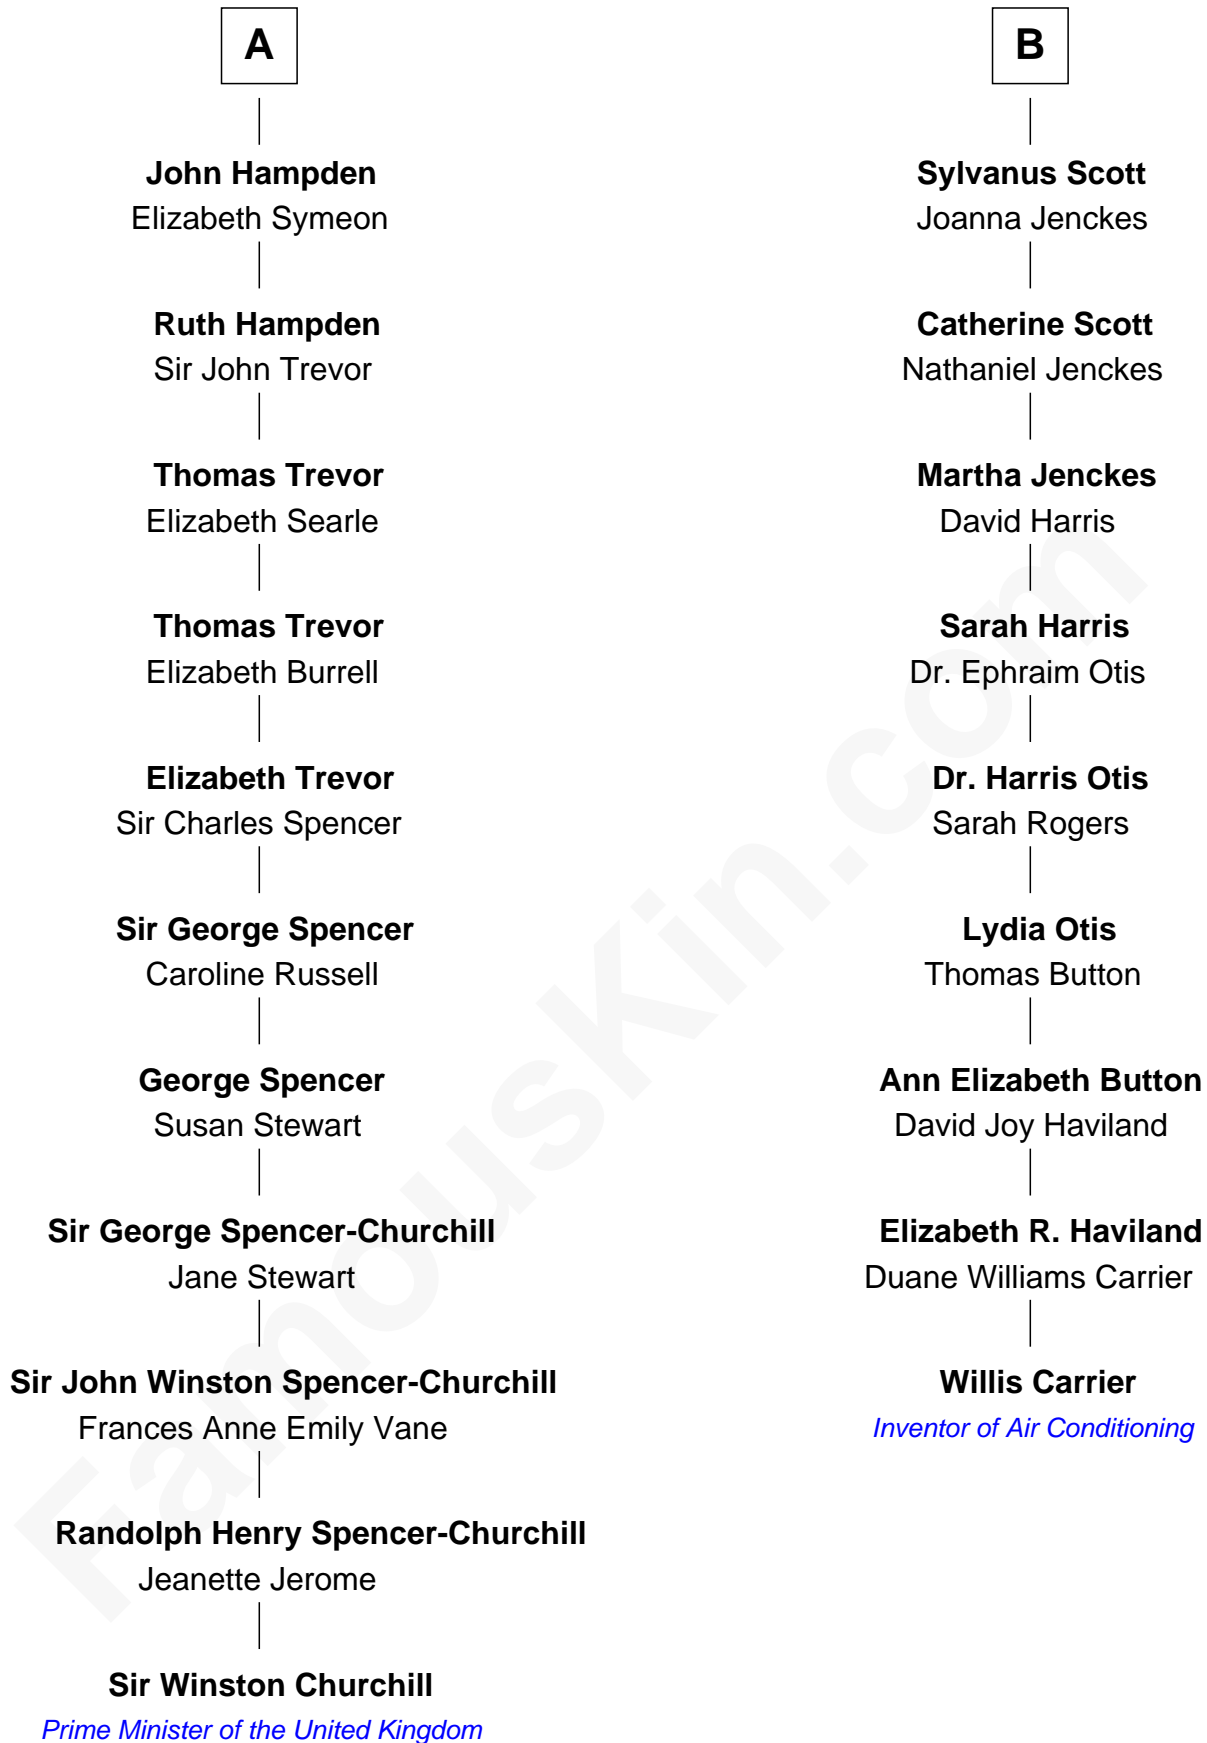 A
John Hampden
Elizabeth Symeon
Ruth Hampden
Sir John Trevor
Thomas Trevor
Elizabeth Searle
Thomas Trevor
Elizabeth Burrell
Elizabeth Trevor
Sir Charles Spencer
Sir George Spencer
Caroline Russell
George Spencer
Susan Stewart
Sir George Spencer-Churchill
Jane Stewart
Sir John Winston Spencer-Churchill
Frances Anne Emily Vane
Randolph Henry Spencer-Churchill
Jeanette Jerome
Sir Winston Churchill
Prime Minister of the United Kingdom
B
Sylvanus Scott
Joanna Jenckes
Catherine Scott
Nathaniel Jenckes
Martha Jenckes
David Harris
Sarah Harris
Dr. Ephraim Otis
Dr. Harris Otis
Sarah Rogers
Lydia Otis
Thomas Button
Ann Elizabeth Button
David Joy Haviland
Elizabeth R. Haviland
Duane Williams Carrier
Willis Carrier
Inventor of Air Conditioning
FamousKin.com